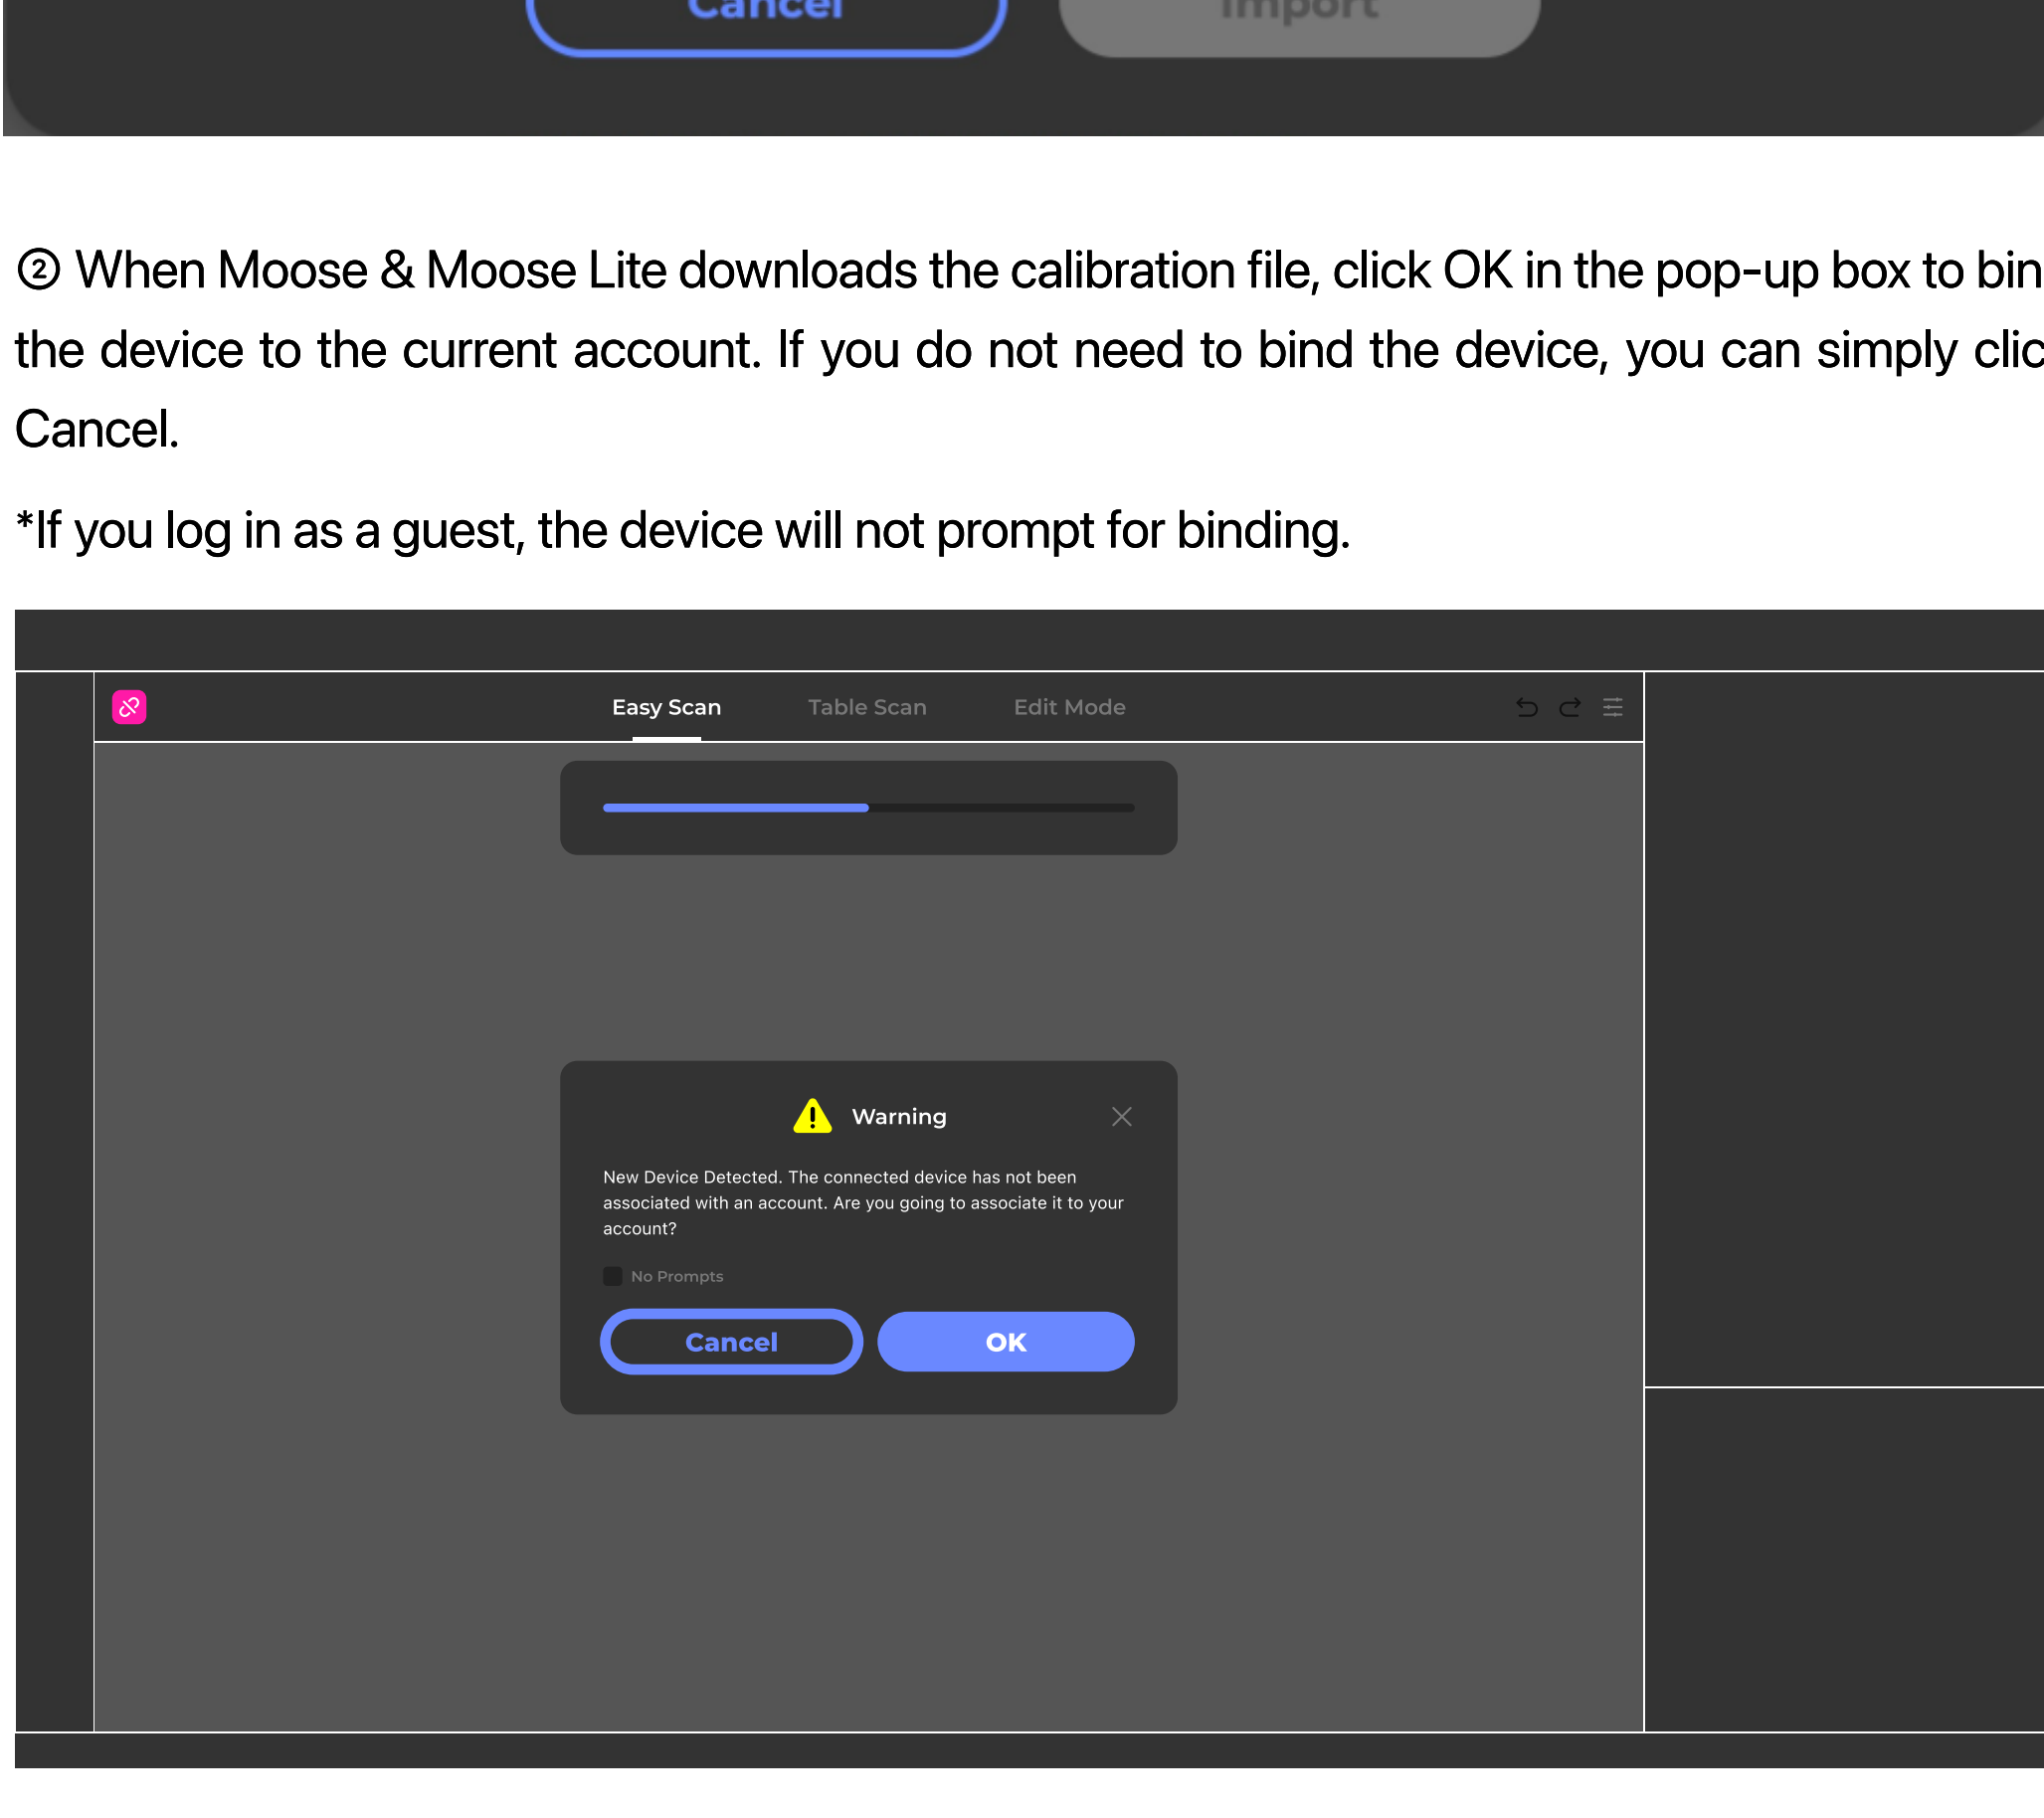 Cancel Import
② When Moose & Moose Lite downloads the calibration file, click OK in the pop-up box to bin
the device to the current account. If you do not need to bind the device, you can simply clic
Cancel.
*If you log in as a guest, the device will not prompt for binding.
Easy Scan Table Scan Edit Mode
Warning
New Device Detected. The connected device has not been
associated with an account. Are you going to associate it to your
account?
No Prompts
Cancel OK